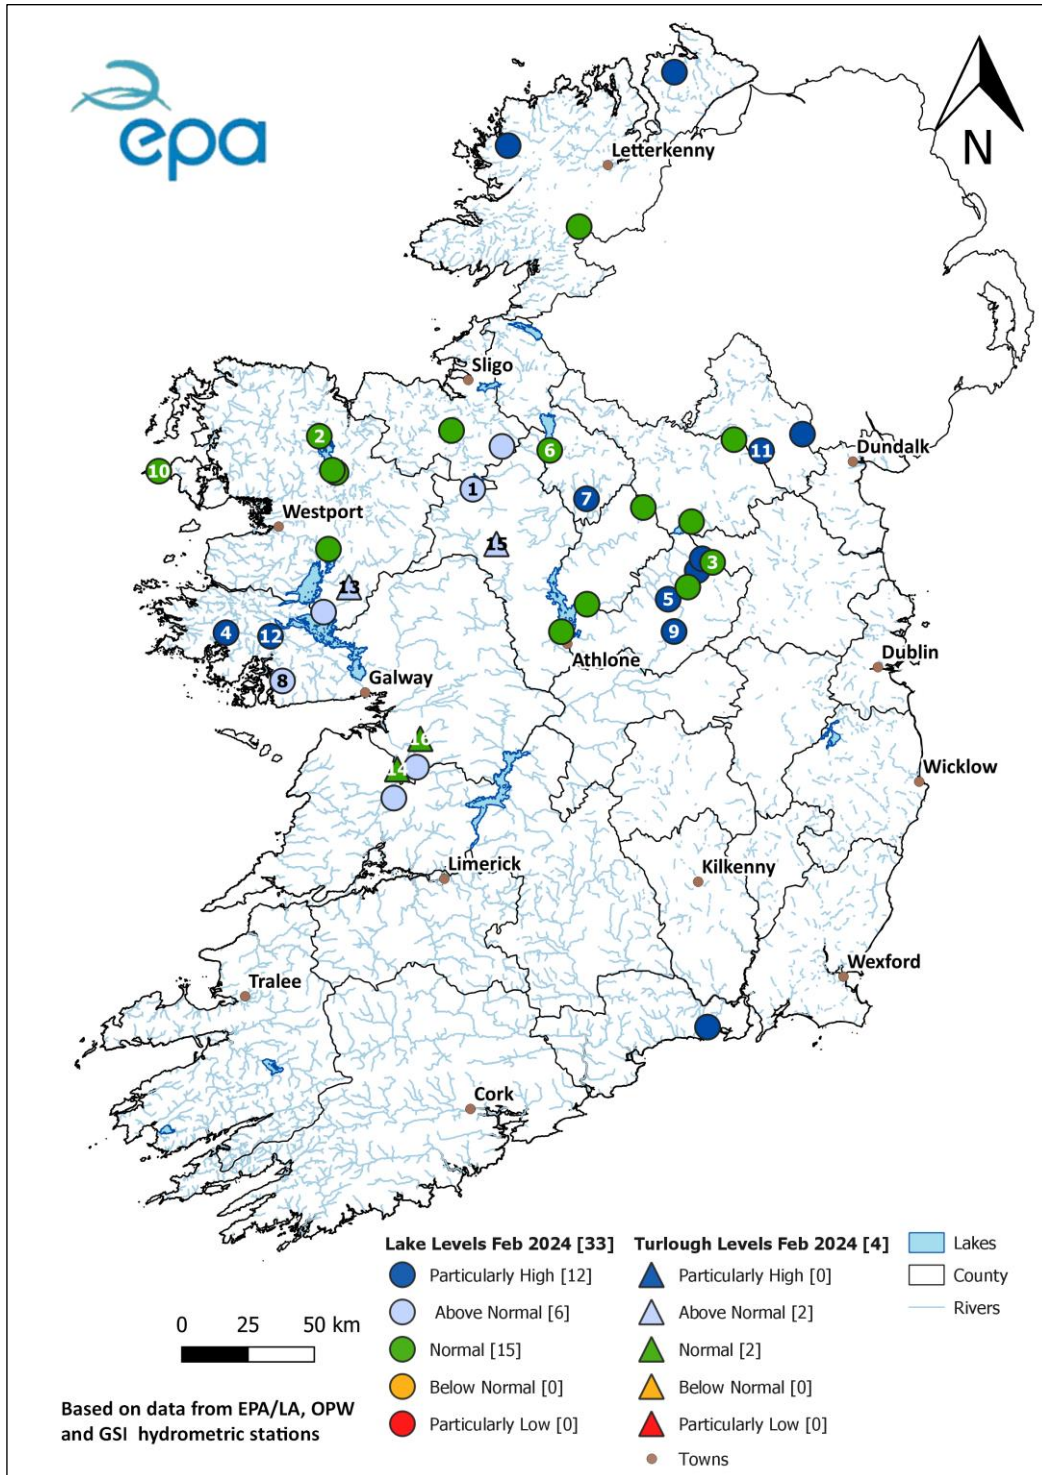 epa
N
Letterkenny
Sligo
2
6
11
Dundalk
10
1
7
Westport
15
3
13
5
4
12
9
Athlone
8
Dublin
Galway
16
14
Wicklow
Limerick
Kilkenny
Wexford
Tralee
Cork
Lake Levels Feb 2024 [33]
Particularly High [12]
Above Normal [6]
Normal [15]
Below Normal [0]
Particularly Low [0]
Turlough Levels Feb 2024 [4]
Particularly High [0]
Above Normal [2]
Normal [2]
Below Normal [0]
Particularly Low [0]
Towns
Lakes
County
Rivers
0 25 50 km
Based on data from EPA/LA, OPW
and GSI hydrometric stations